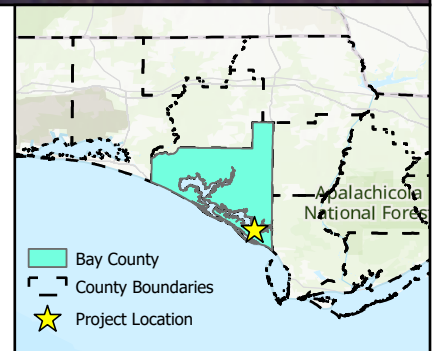 Apalachicola
National Fores
Bay County
County Boundaries
Project Location